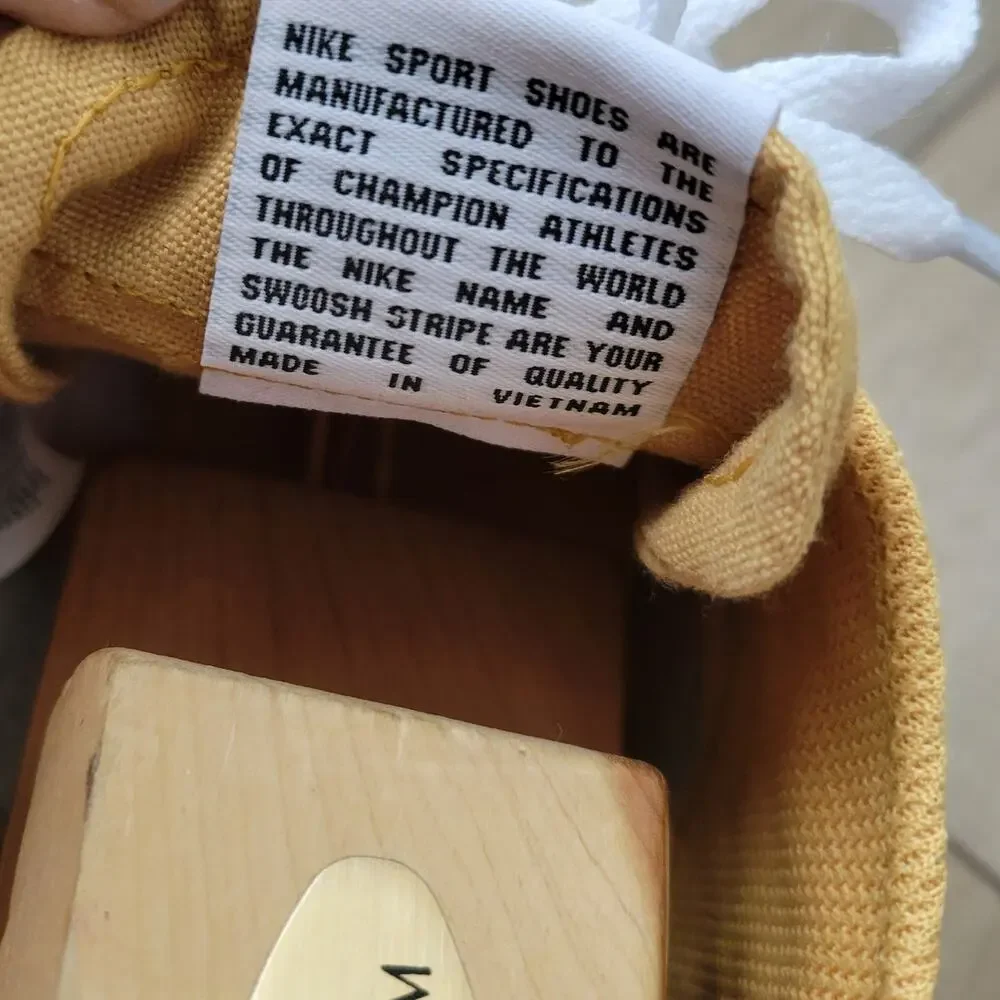 NIKE SPORT SHOES ARE
MANUFACTURED TO THE
EXACT SPECIFICATIONS
OF CHAMPION ATHLETES
THROUGHOUT THE WORLD
THE NIKE NAME AND
SWOOSH STRIPE ARE YOUR
GUARANTEE OF QUALITY
MADE IN VIETNAM
M